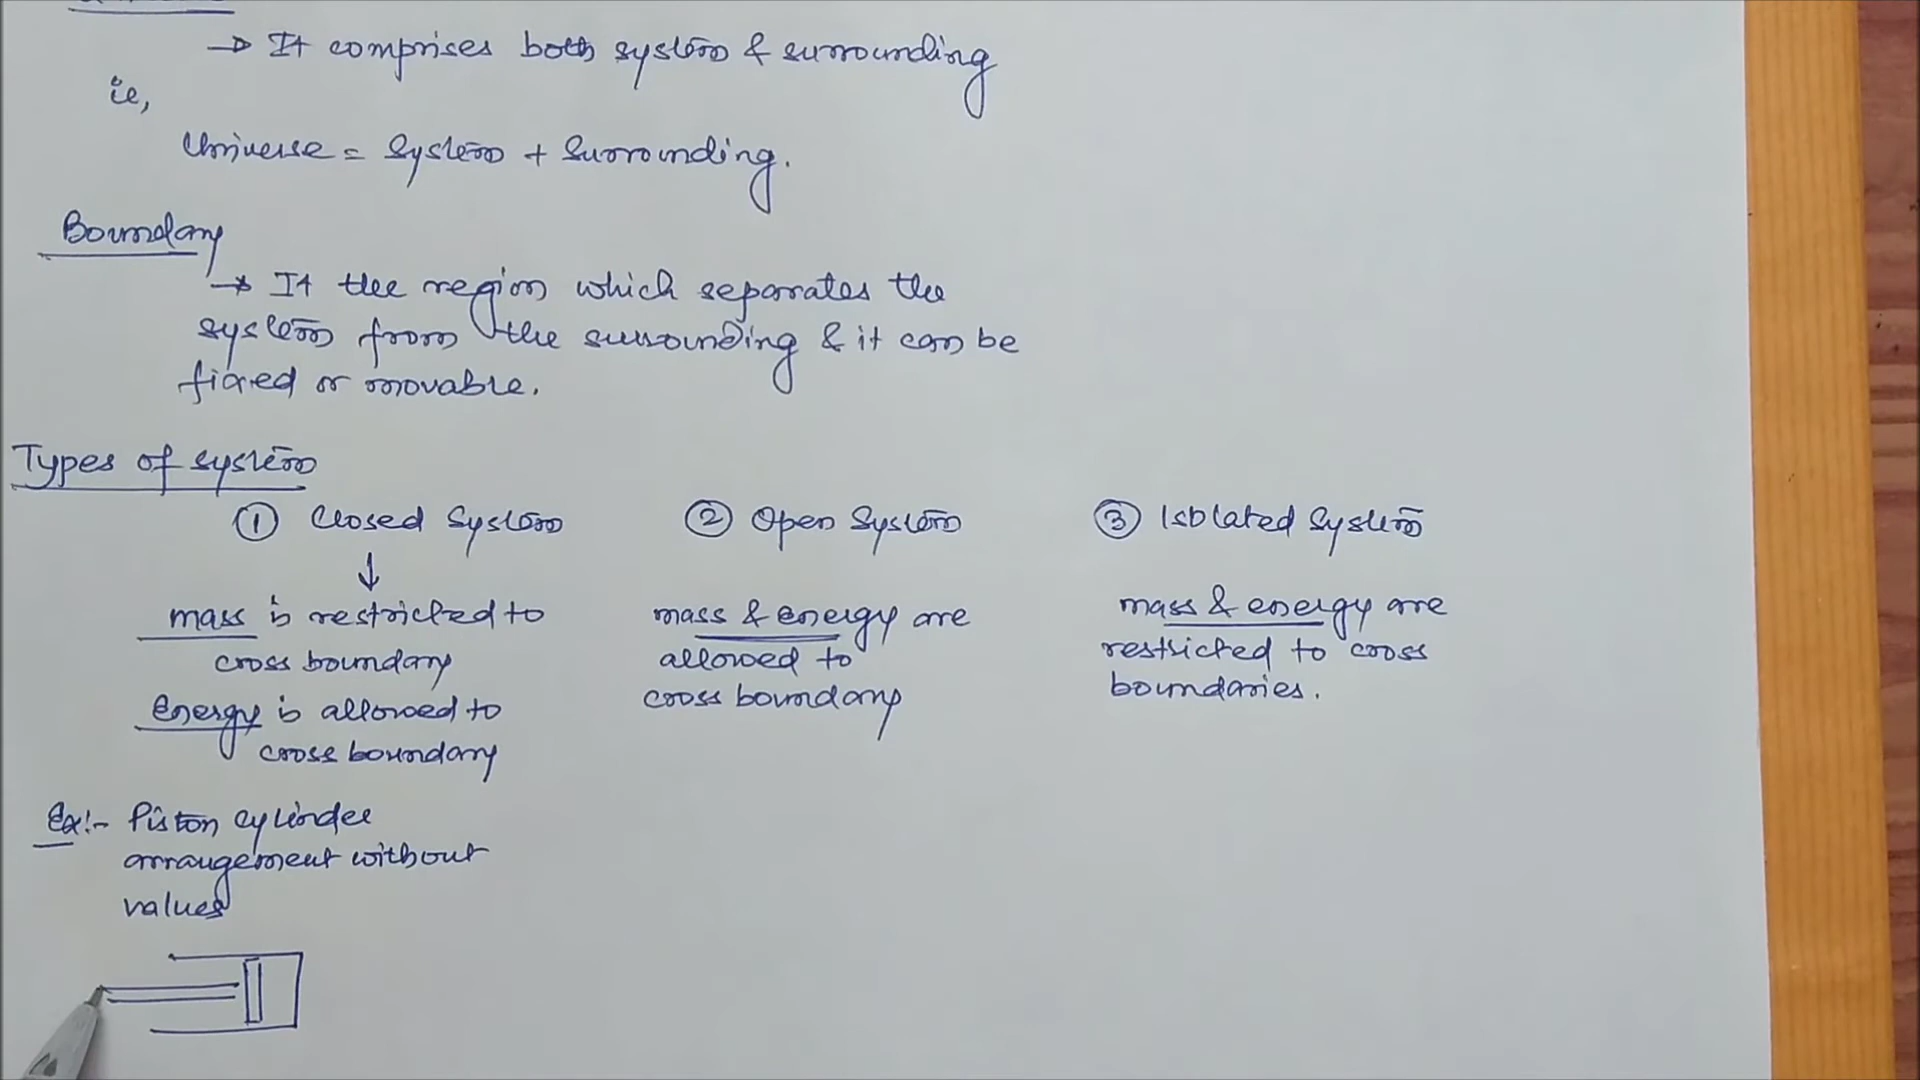 → It comprises both system & surrounding
ie,
Universe = System + Surrounding.
Boundary
→ It the region which separates the
system from the surrounding & it can be
fixed or movable.
Types of system
① Closed System
↓
mass is restricted to
cross boundary
Energy is allowed to
cross boundary
Ex:- Piston cylinder
arrangement without
values
② Open System
mass & energy are
allowed to
cross boundary
③ Isolated System
mass & energy are
restricted to cross
boundaries.